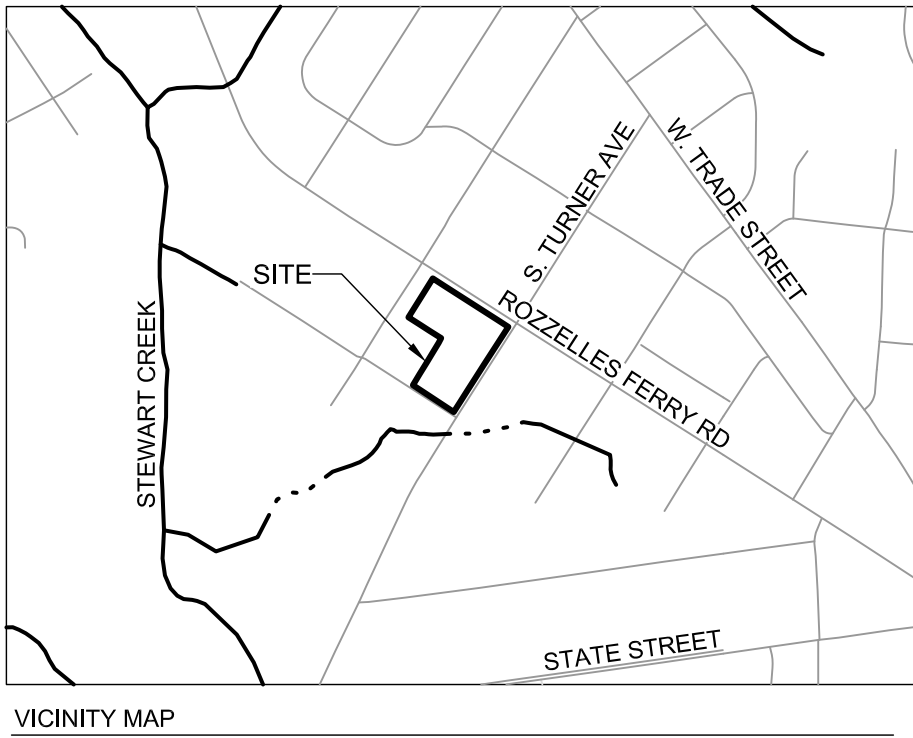 S. TURNER AVE
W. TRADE STREET
SITE
ROZZELLES FERRY RD
STEWART CREEK
STATE STREET
VICINITY MAP